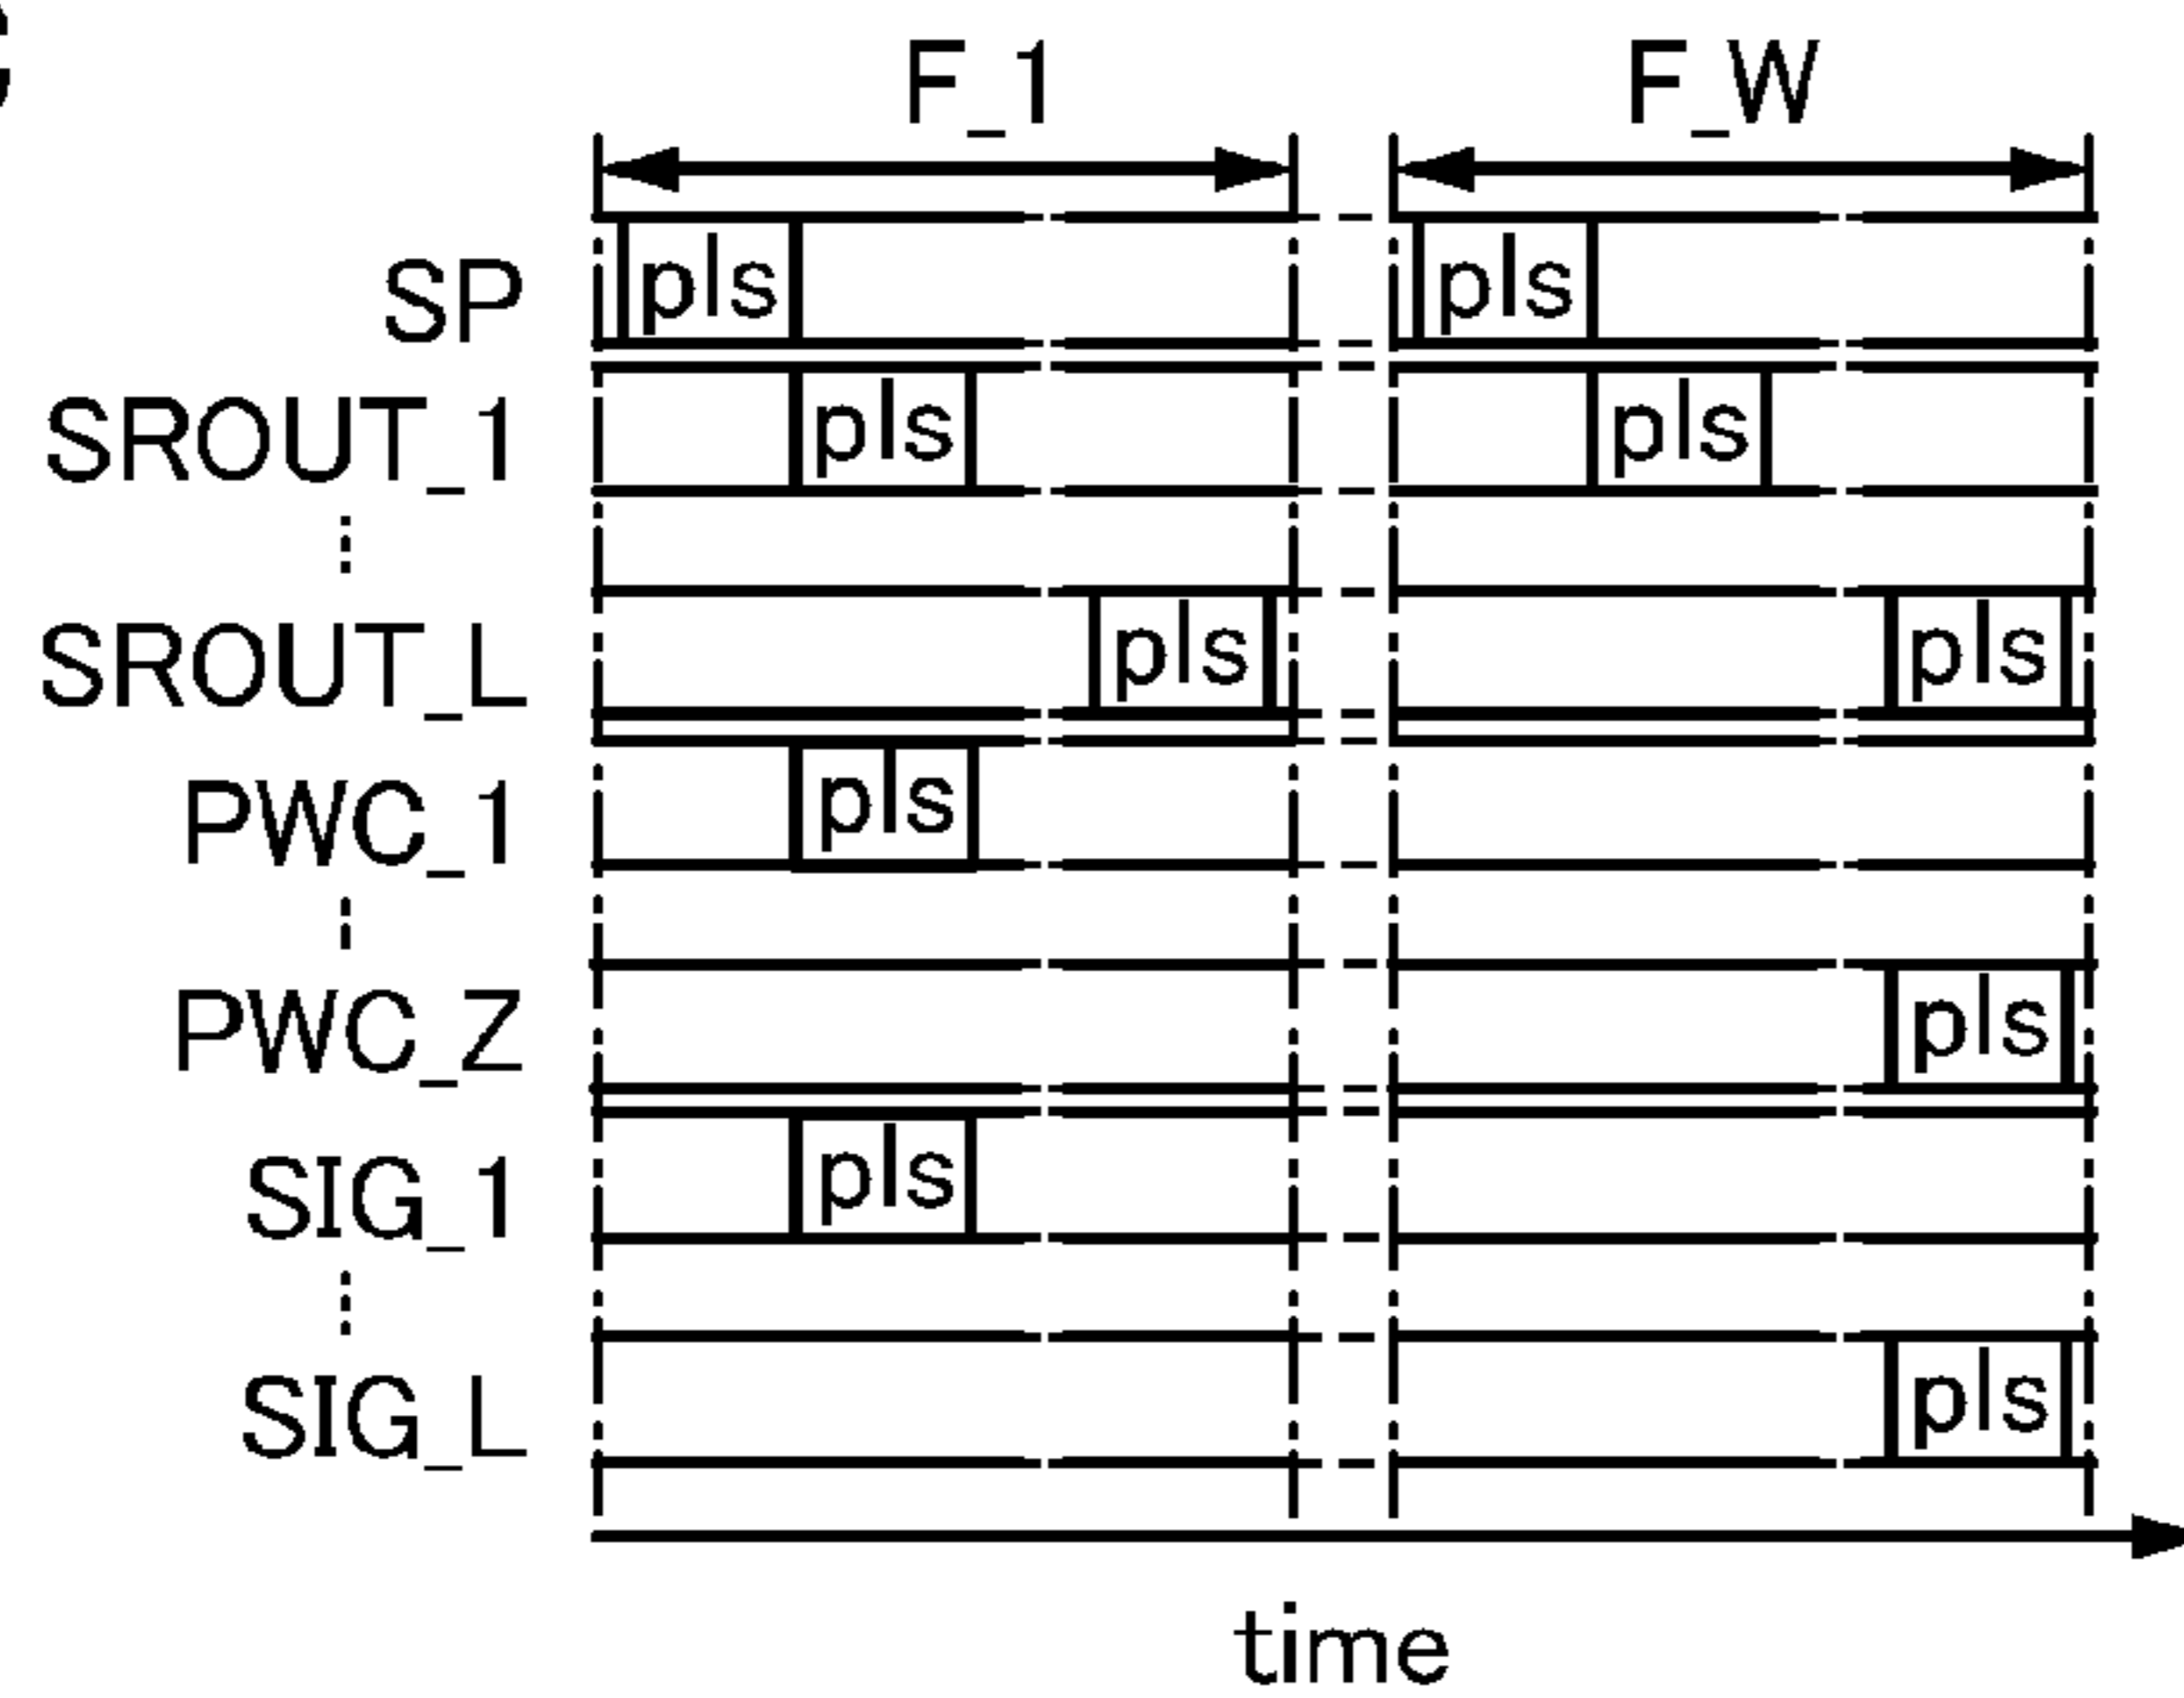 F_1 F_W
SP pls pls
SROUT_1 pls pls
SROUT_L pls pls
PWC_1 pls
PWC_Z pls
SIG_1 pls
SIG_L pls
time